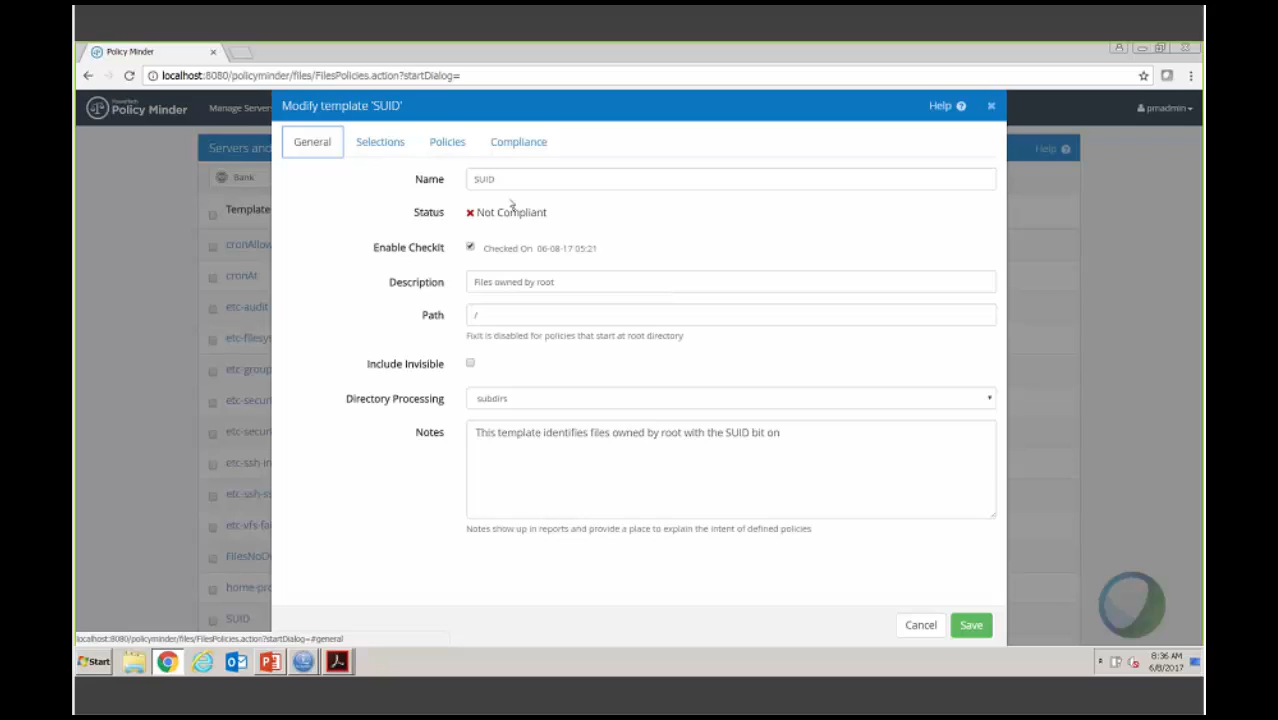 Policy Minder
localhost:8080/policyminder/files/FilesPolicies.action?startDialog=
Policy Minder
Manage Server
pmadmin
Modify template 'SUID'
Help
Servers and
Help
General
Selections
Policies
Compliance
Bank
Name
SUID
Template
Status
Not Compliant
cronAllow
Enable CheckIt
Checked On 06-08-17 05:21
cronAt
Description
Files owned by root
etc-audit
Path
/
FixIt is disabled for policies that start at root directory
etc-filesys
Include Invisible
etc-group
Directory Processing
subdirs
etc-securi
Notes
This template identifies files owned by root with the SUID bit on
etc-securi
etc-ssh-in
etc-ssh-s
etc-vfs-fa
Notes show up in reports and provide a place to explain the intent of defined policies
FilesNoO
home-pro
SUID
Cancel
Save
localhost:8080/policyminder/files/FilesPolicies.action?startDialog=#general
Start
8:36 AM
6/8/2017